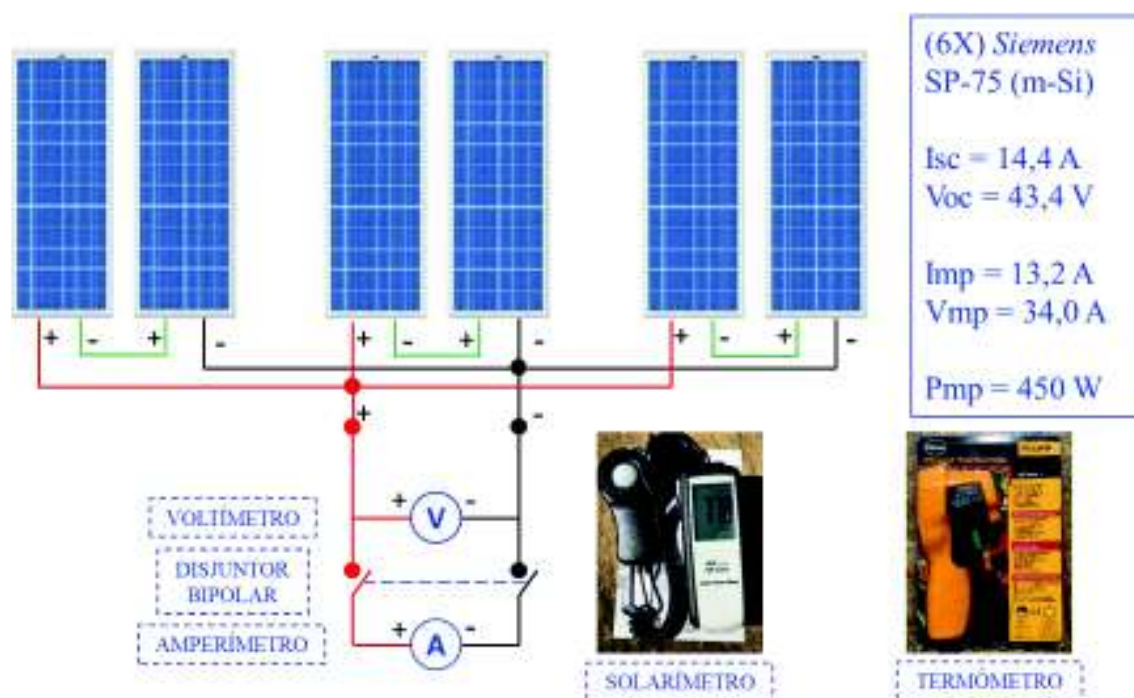 (6X) Siemens
SP-75 (m-Si)
Isc = 14,4 A
Voc = 43,4 V
Imp = 13,2 A
Vmp = 34,0 A
Pmp = 450 W
+ - + - + - + - + - + -
+ -
+ V -
VOLTÍMETRO
DISJUNTOR
BIPOLAR
+ A -
AMPERÍMETRO
SOLARÍMETRO
TERMÔMETRO